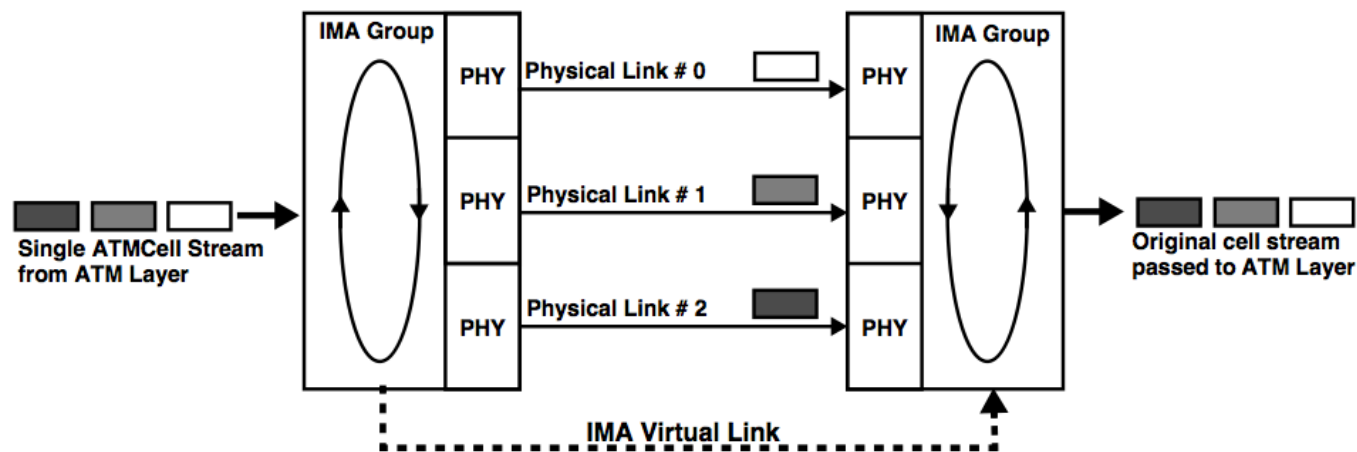 IMA Group
IMA Group
PHY
Physical Link # 0
PHY
PHY
Physical Link # 1
PHY
Single ATMCell Stream
from ATM Layer
Original cell stream
passed to ATM Layer
PHY
Physical Link # 2
PHY
IMA Virtual Link